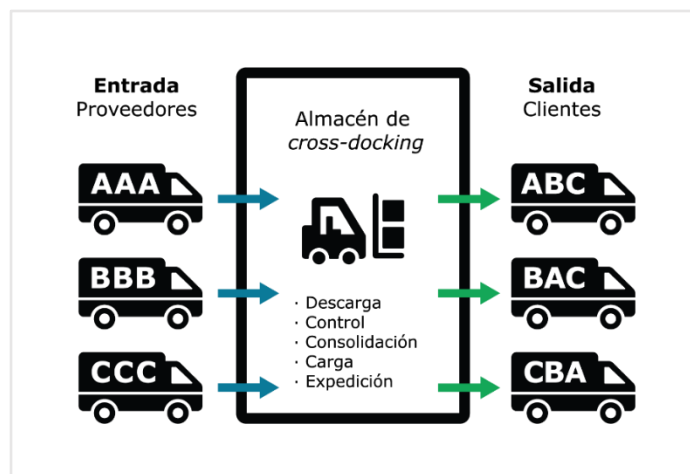 Entrada
Proveedores
AAA
BBB
CCC
Almacén de
cross-docking
· Descarga
· Control
· Consolidación
· Carga
· Expedición
Salida
Clientes
ABC
BAC
CBA